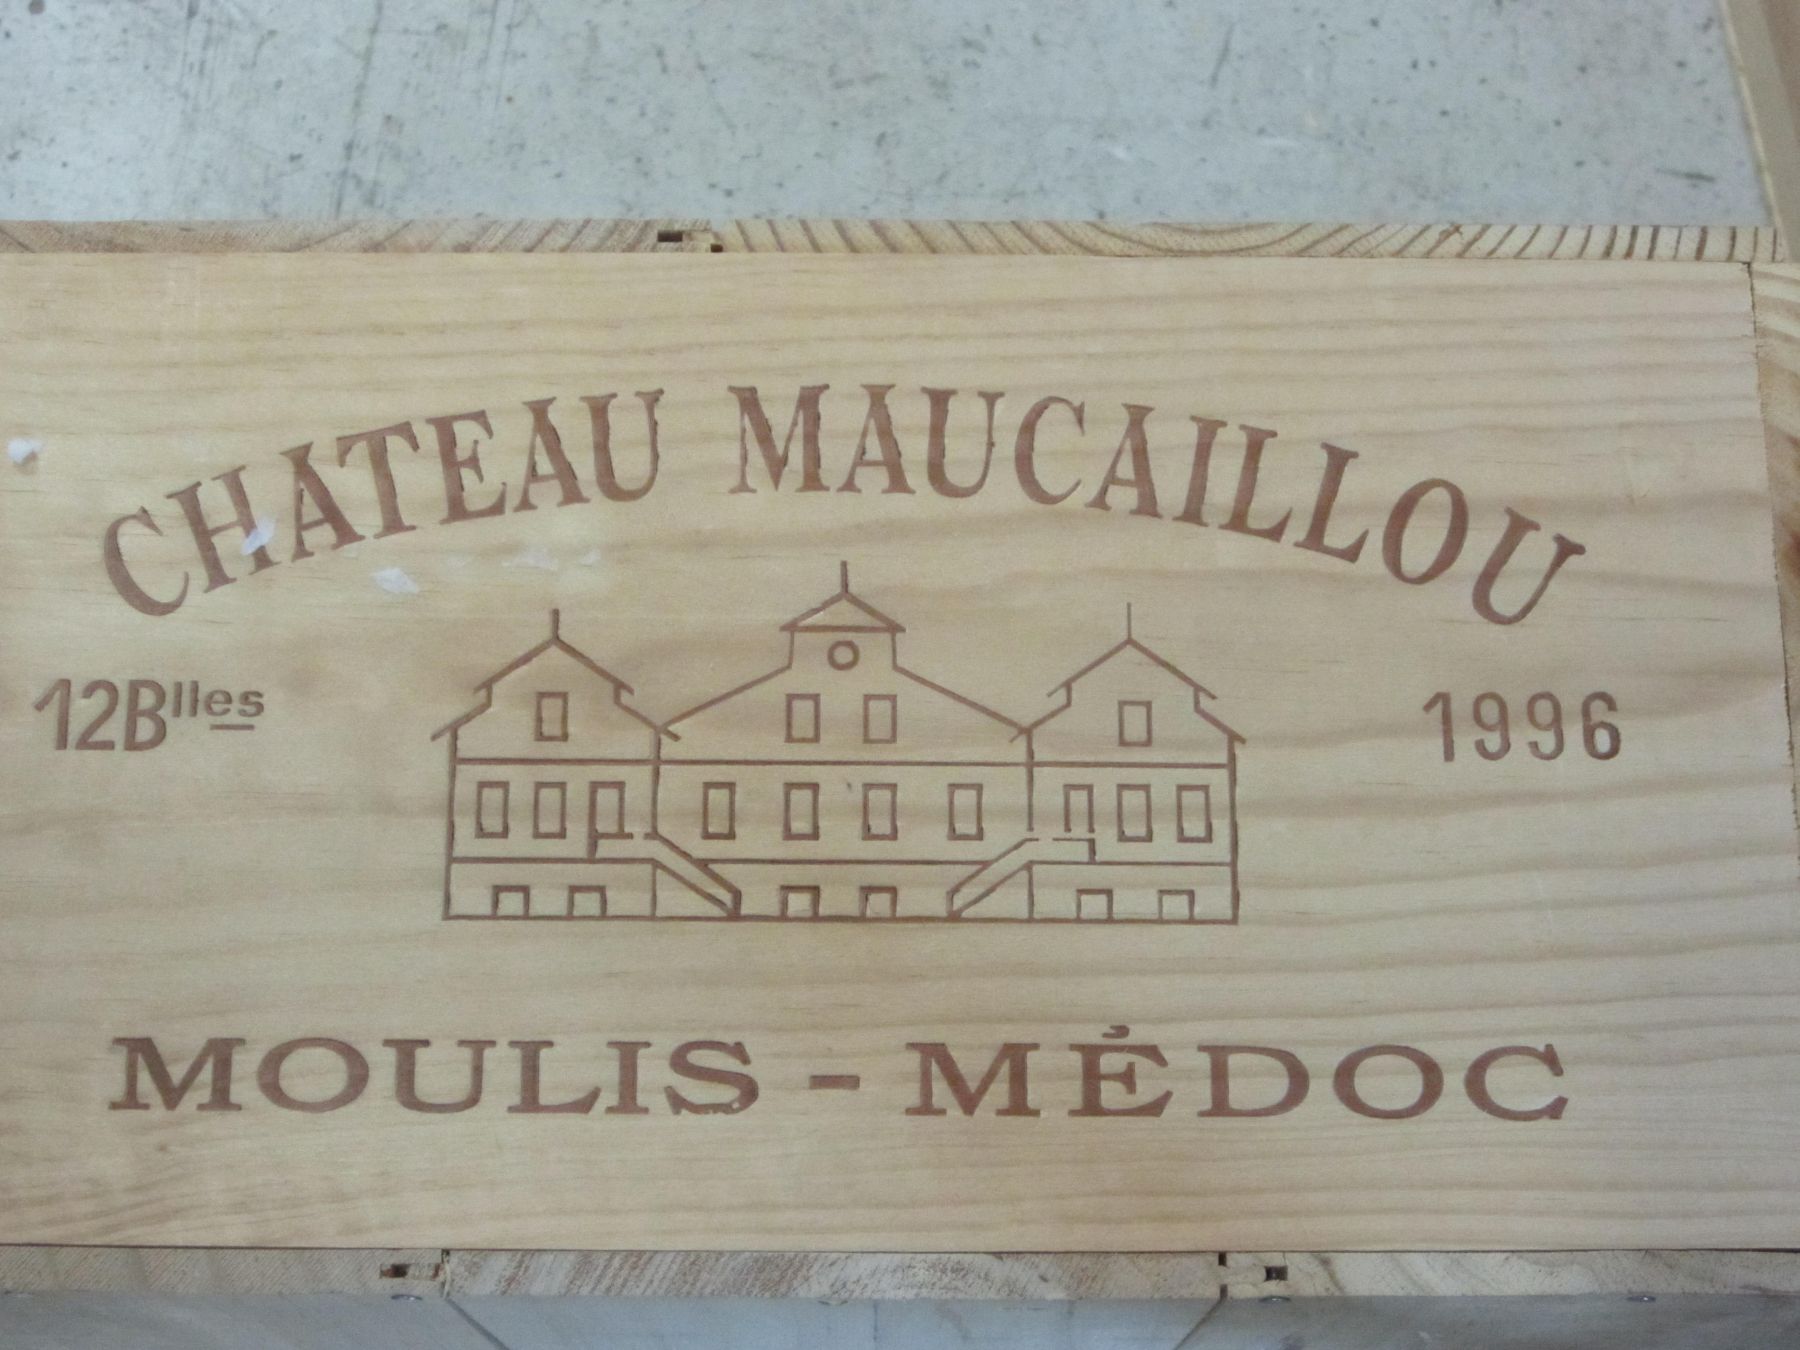 CHATEAU MAUCAILLOU
12Blles
1996
MOULIS - MÉDOC